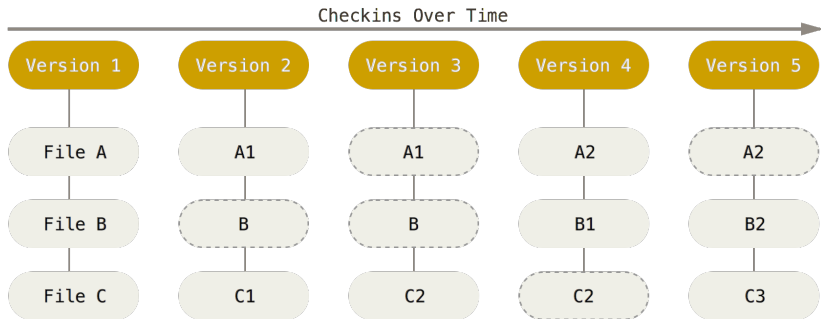 Checkins Over Time
Version 1 Version 2 Version 3 Version 4 Version 5
File A A1 A1 A2 A2
File B B B B1 B2
File C C1 C2 C2 C3